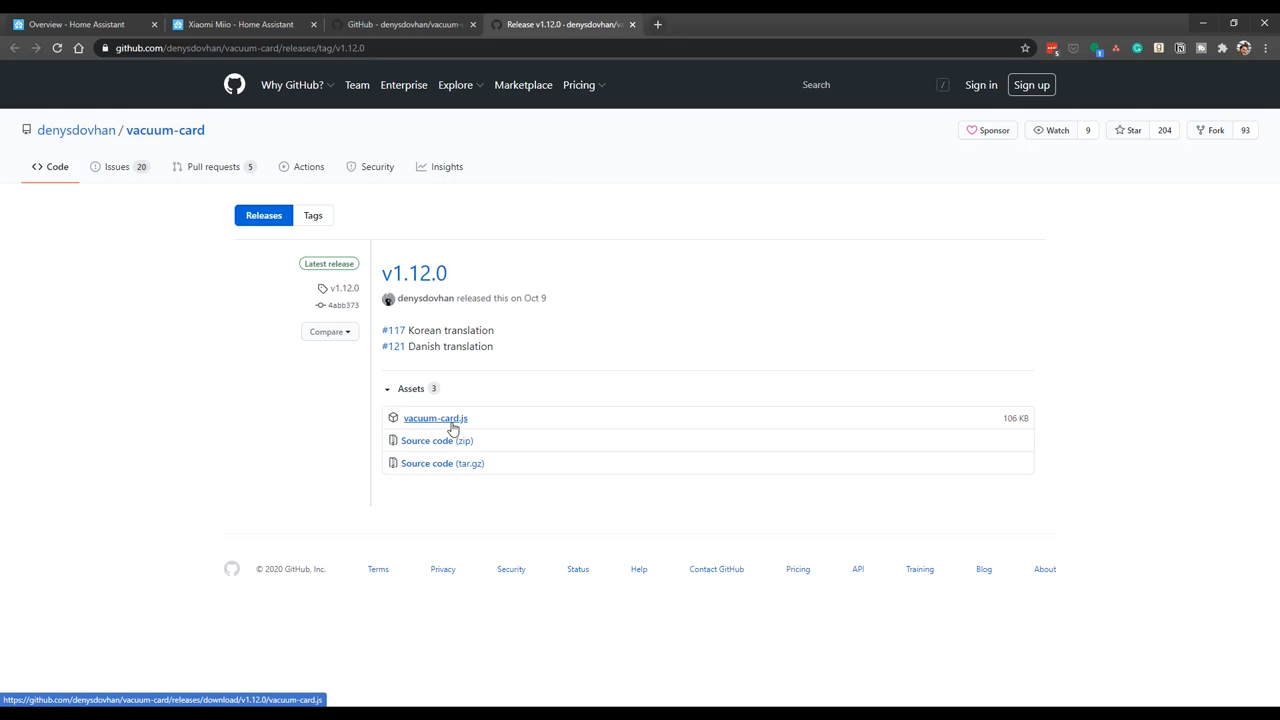 Overview - Home Assistant
Xiaomi Miio - Home Assistant
GitHub - denysdovhan/vacuum-
Release v1.12.0 - denysdovhan/va
github.com/denysdovhan/vacuum-card/releases/tag/v1.12.0
Why GitHub? Team Enterprise Explore Marketplace Pricing
Search /
Sign in
Sign up
denysdovhan / vacuum-card
Sponsor
Watch 9
Star 204
Fork 93
Code
Issues 20
Pull requests 5
Actions
Security
Insights
Releases
Tags
Latest release
v1.12.0
4abb373
Compare
v1.12.0
denysdovhan released this on Oct 9
#117 Korean translation
#121 Danish translation
Assets 3
vacuum-card.js 106 KB
Source code (zip)
Source code (tar.gz)
© 2020 GitHub, Inc. Terms Privacy Security Status Help Contact GitHub Pricing API Training Blog About
https://github.com/denysdovhan/vacuum-card/releases/download/v1.12.0/vacuum-card.js